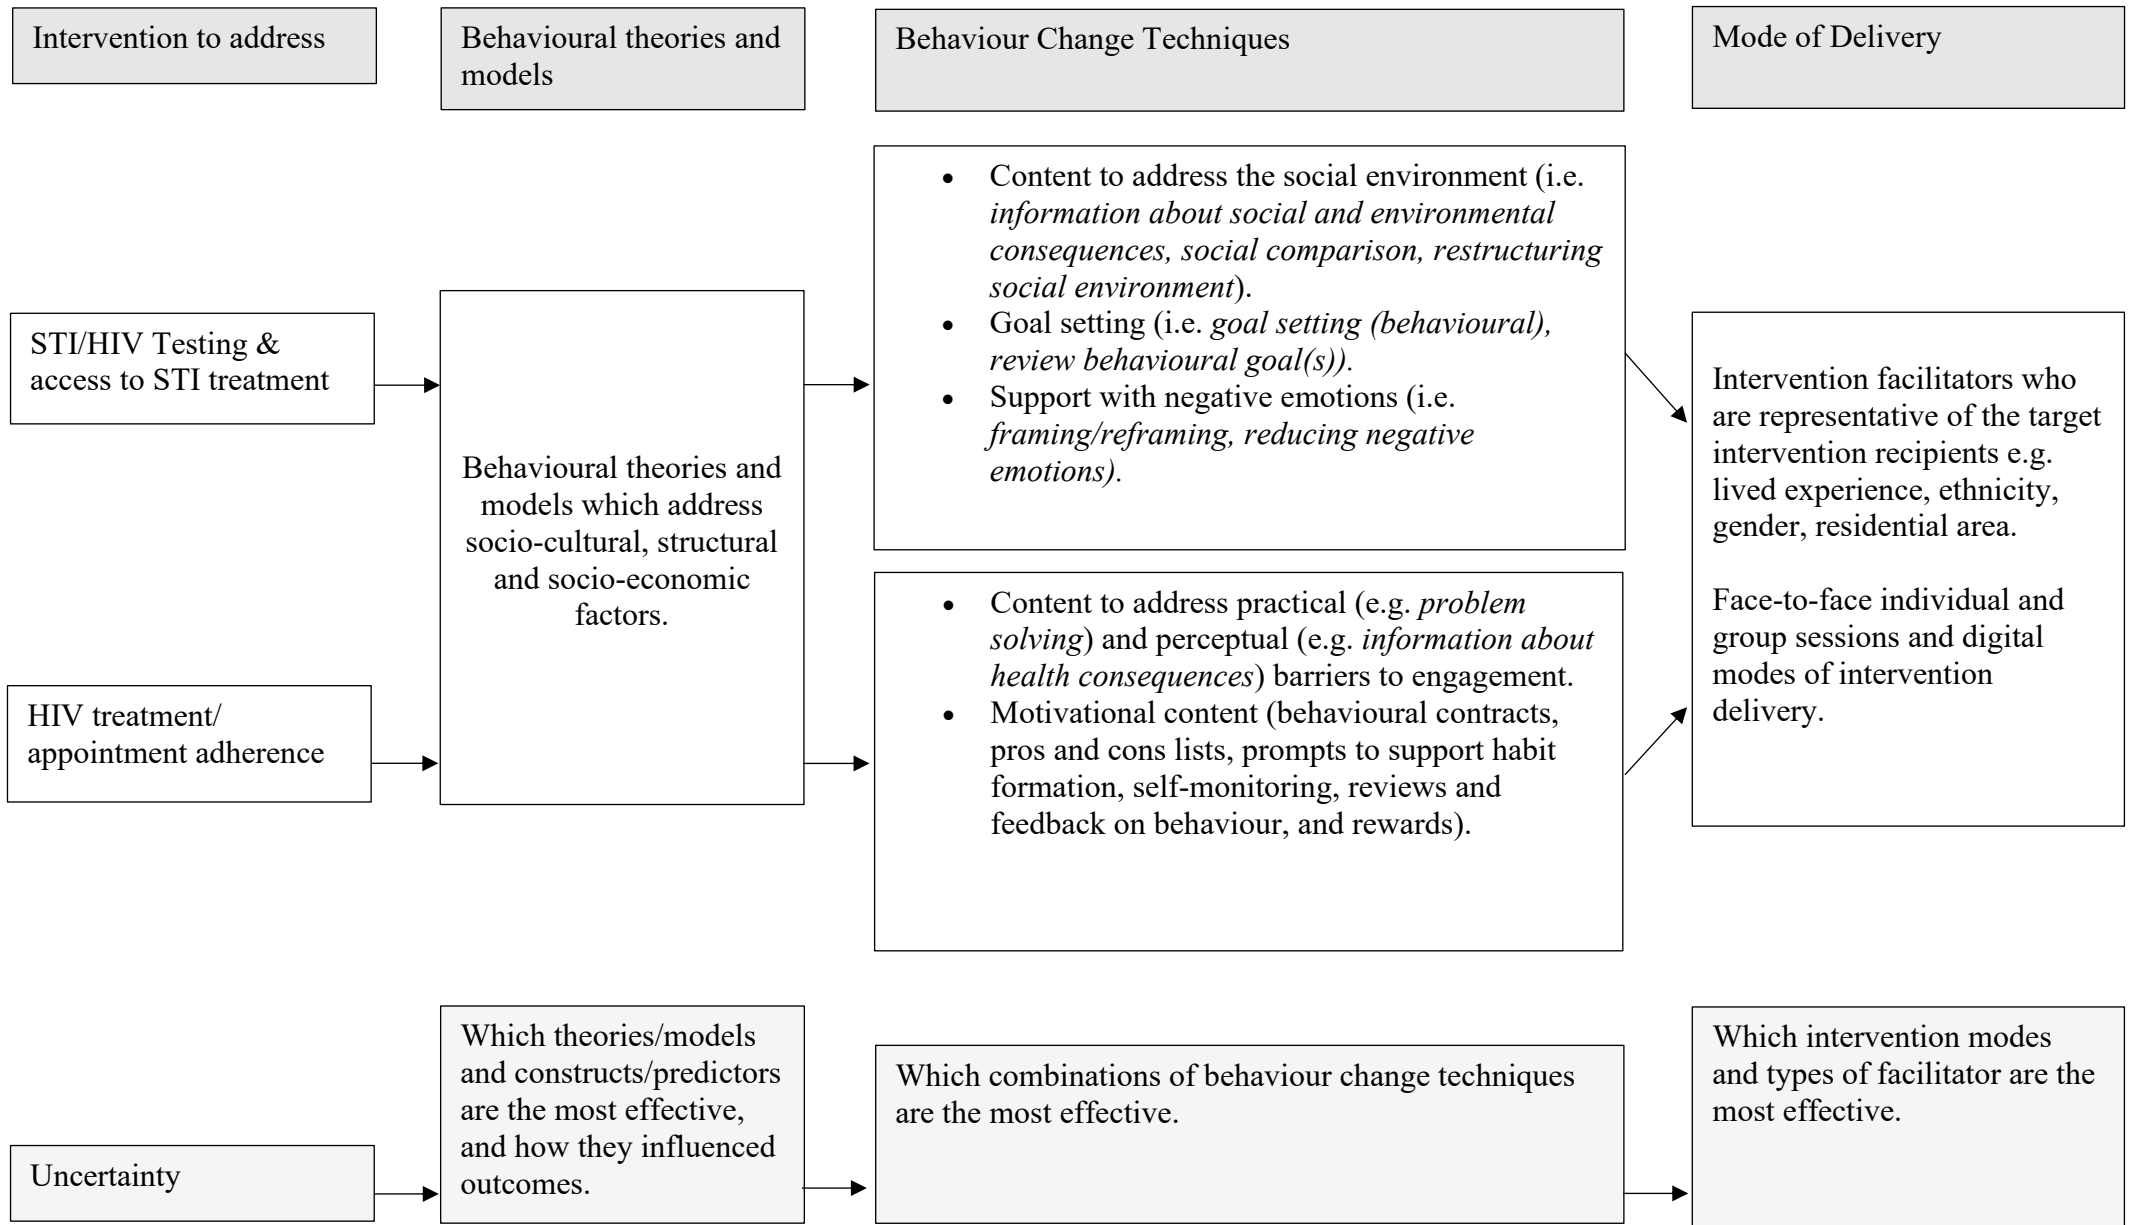 Intervention to address
Behavioural theories and
models
Behaviour Change Techniques
Mode of Delivery
STI/HIV Testing &
access to STI treatment
HIV treatment/
appointment adherence
Behavioural theories and
models which address
socio-cultural, structural
and socio-economic
factors.
• Content to address the social environment (i.e.
information about social and environmental
consequences, social comparison, restructuring
social environment).
• Goal setting (i.e. goal setting (behavioural),
review behavioural goal(s)).
• Support with negative emotions (i.e.
framing/reframing, reducing negative
emotions).
• Content to address practical (e.g. problem
solving) and perceptual (e.g. information about
health consequences) barriers to engagement.
• Motivational content (behavioural contracts,
pros and cons lists, prompts to support habit
formation, self-monitoring, reviews and
feedback on behaviour, and rewards).
Intervention facilitators who
are representative of the target
intervention recipients e.g.
lived experience, ethnicity,
gender, residential area.
Face-to-face individual and
group sessions and digital
modes of intervention
delivery.
Uncertainty
Which theories/models
and constructs/predictors
are the most effective,
and how they influenced
outcomes.
Which combinations of behaviour change techniques
are the most effective.
Which intervention modes
and types of facilitator are the
most effective.